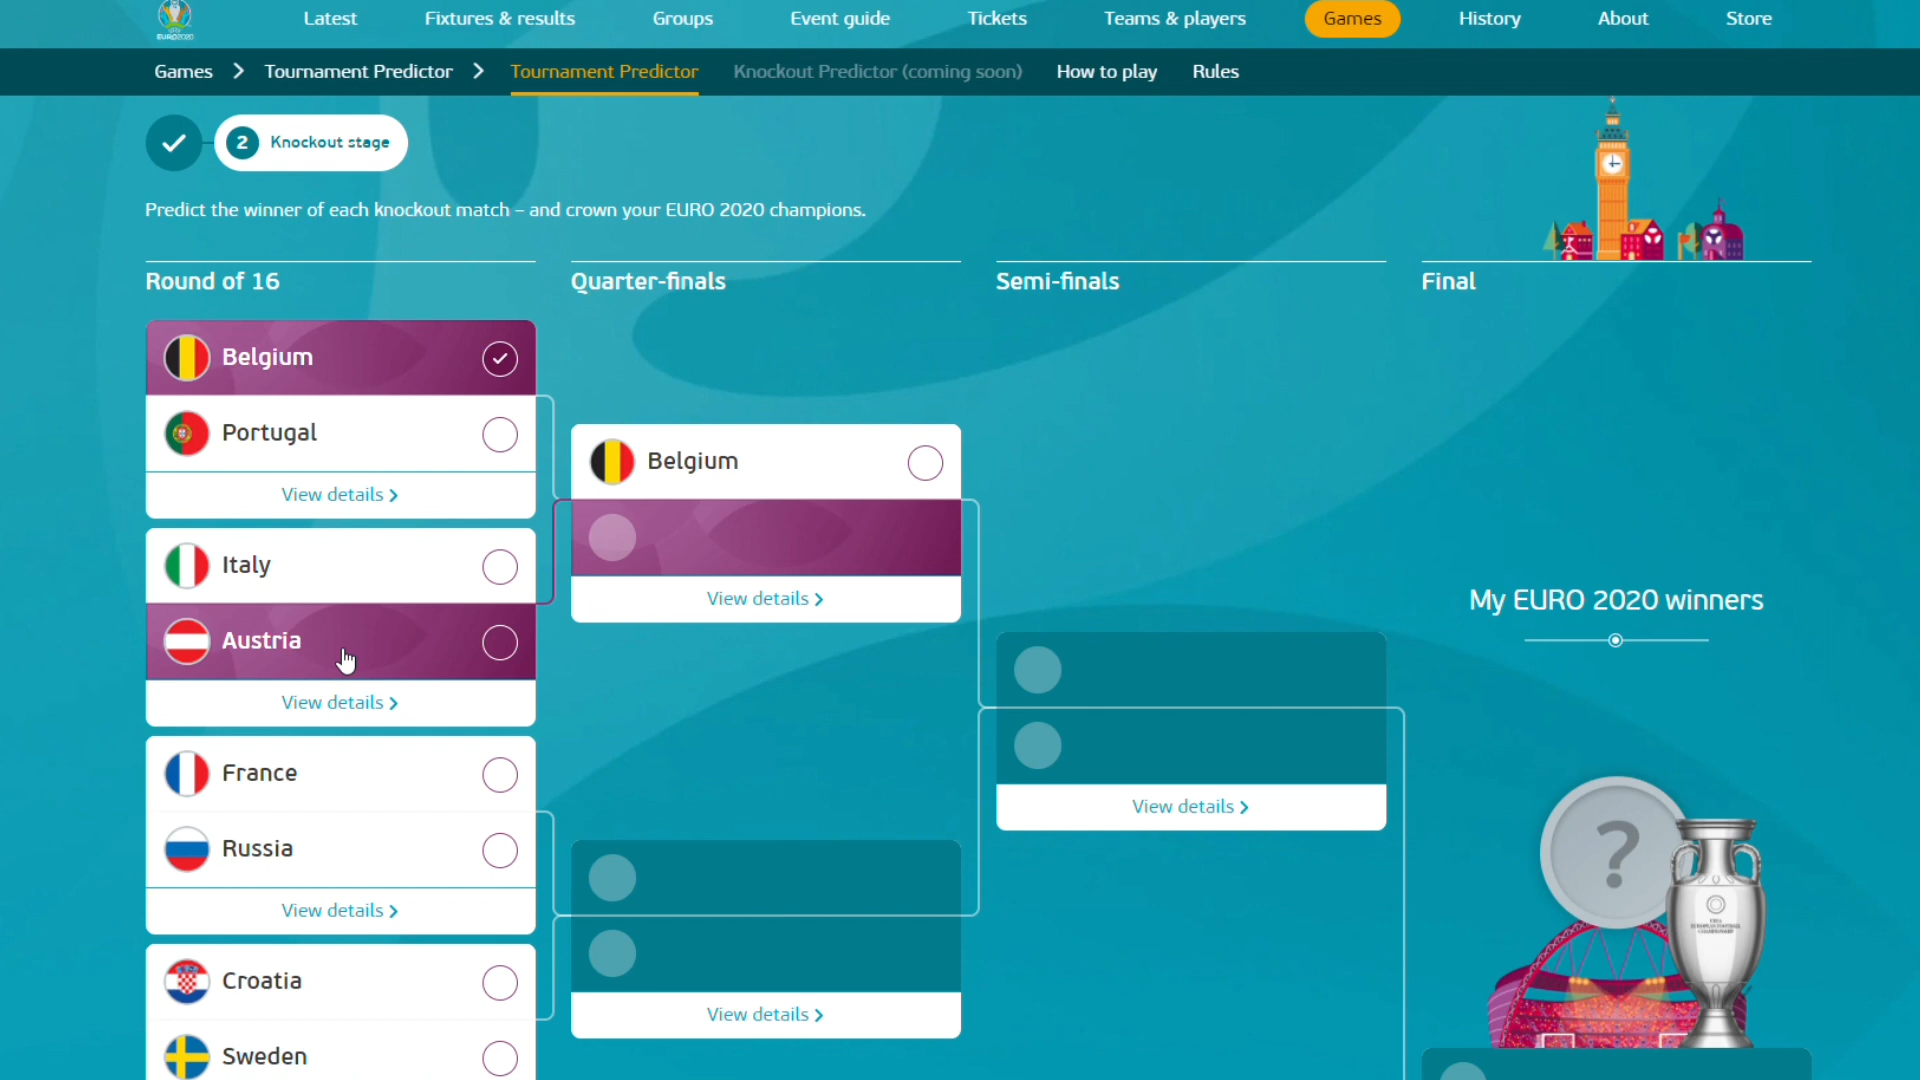 EURO2020
Latest
Fixtures & results
Groups
Event guide
Tickets
Teams & players
Games
History
About
Store
Games
Tournament Predictor
Tournament Predictor
Knockout Predictor (coming soon)
How to play
Rules
2 Knockout stage
Predict the winner of each knockout match – and crown your EURO 2020 champions.
Round of 16
Quarter-finals
Semi-finals
Final
Belgium
Portugal
View details
Italy
Austria
View details
France
Russia
View details
Croatia
Sweden
Belgium
View details
View details
View details
My EURO 2020 winners
?